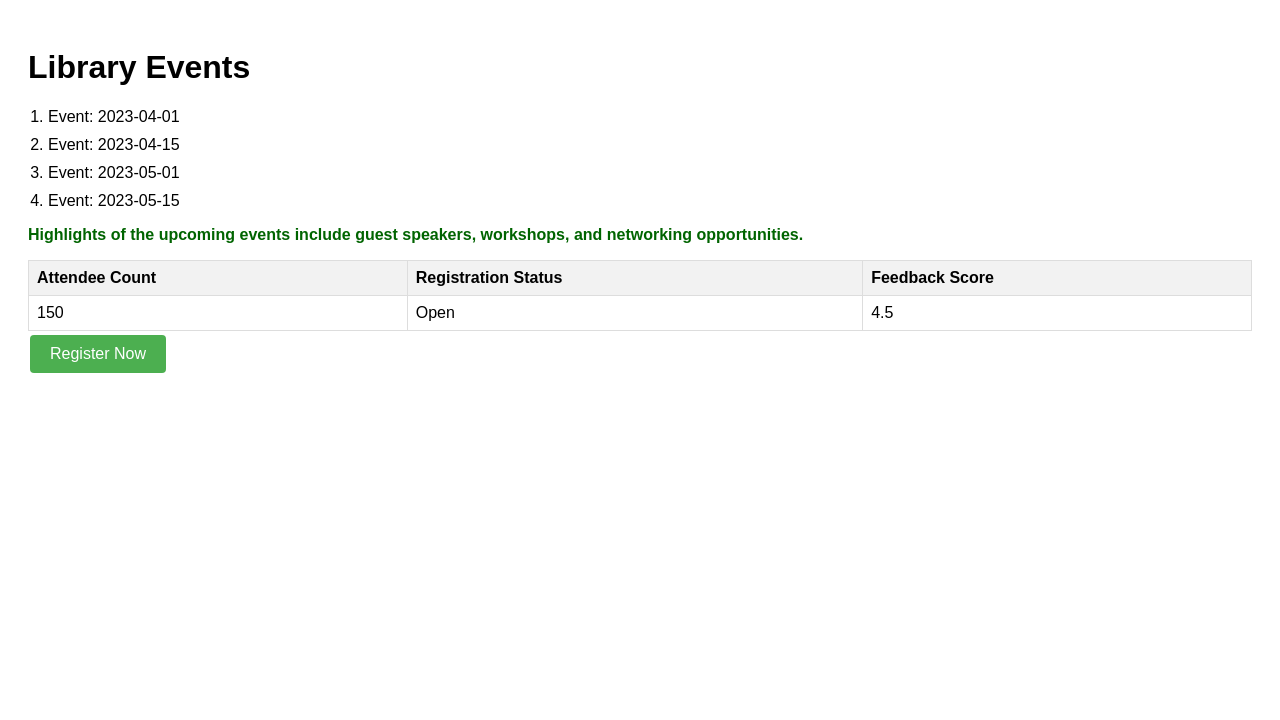 Library Events
1. Event: 2023-04-01
2. Event: 2023-04-15
3. Event: 2023-05-01
4. Event: 2023-05-15
Highlights of the upcoming events include guest speakers, workshops, and networking opportunities.
Attendee Count Registration Status Feedback Score
150 Open 4.5
Register Now